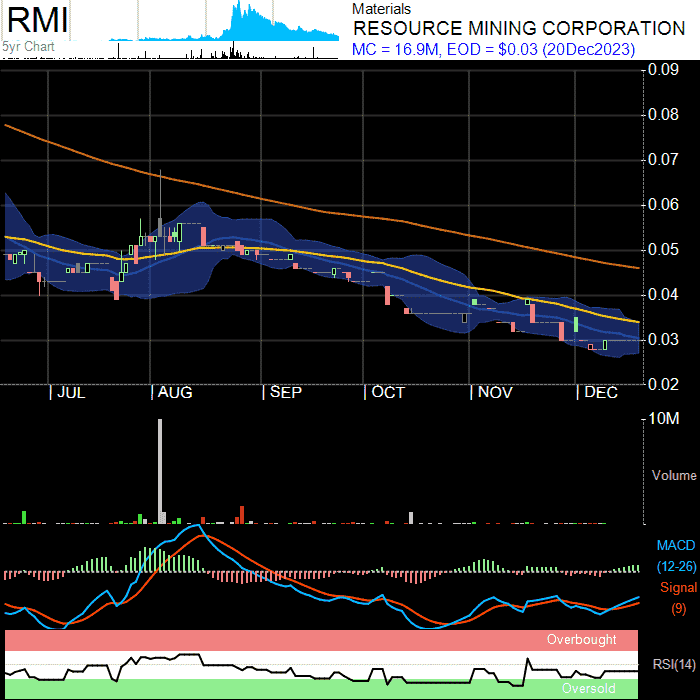 RMI
5yr Chart
Materials
RESOURCE MINING CORPORATION
MC = 16.9M, EOD = $0.03 (20Dec2023)
0.09
0.08
0.07
0.06
0.05
0.04
0.03
0.02
| JUL | AUG | SEP | OCT | NOV | DEC
10M
Volume
MACD
(12-26)
Signal
(9)
Overbought
RSI(14)
Oversold